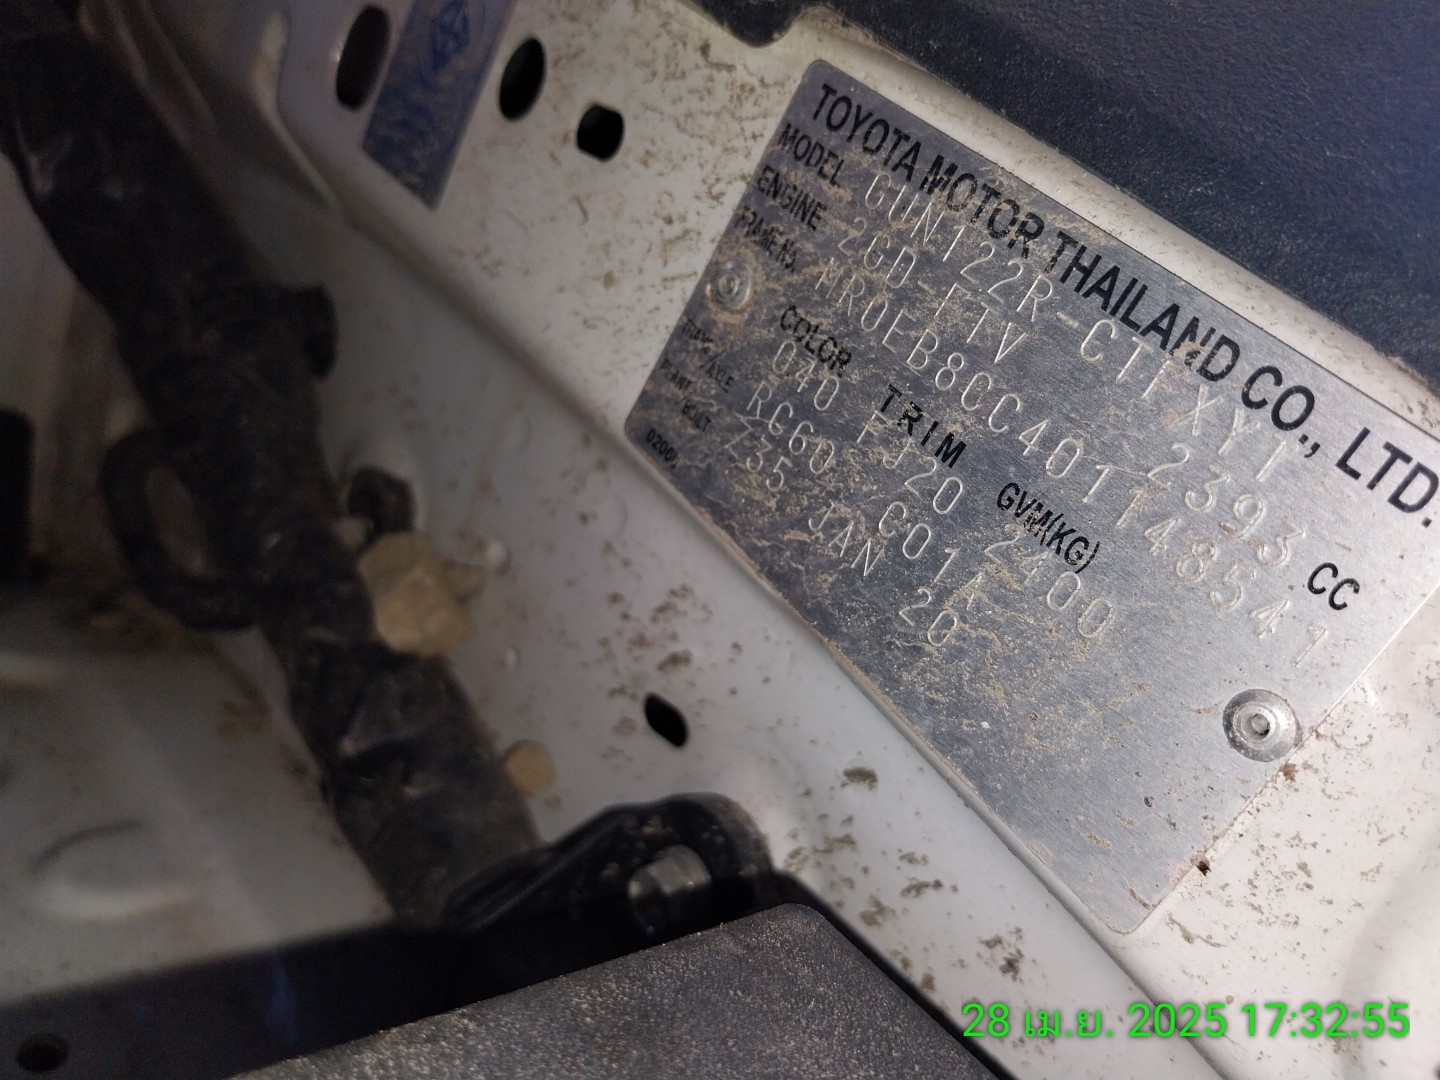 TOYOTA MOTOR THAILAND CO., LTD.
MODEL GUN122R-CTFXYT
ENGINE 2GD-FTV 2393 CC
FRAME No. MR0EB8CC401148541
COLOR TRIM GVM(KG)
040 FJ20 2400
TRANS/AXLE RC60 /C01A
PLANT Z35
BUILT JAN 20
28 เม.ย. 2025 17:32:55